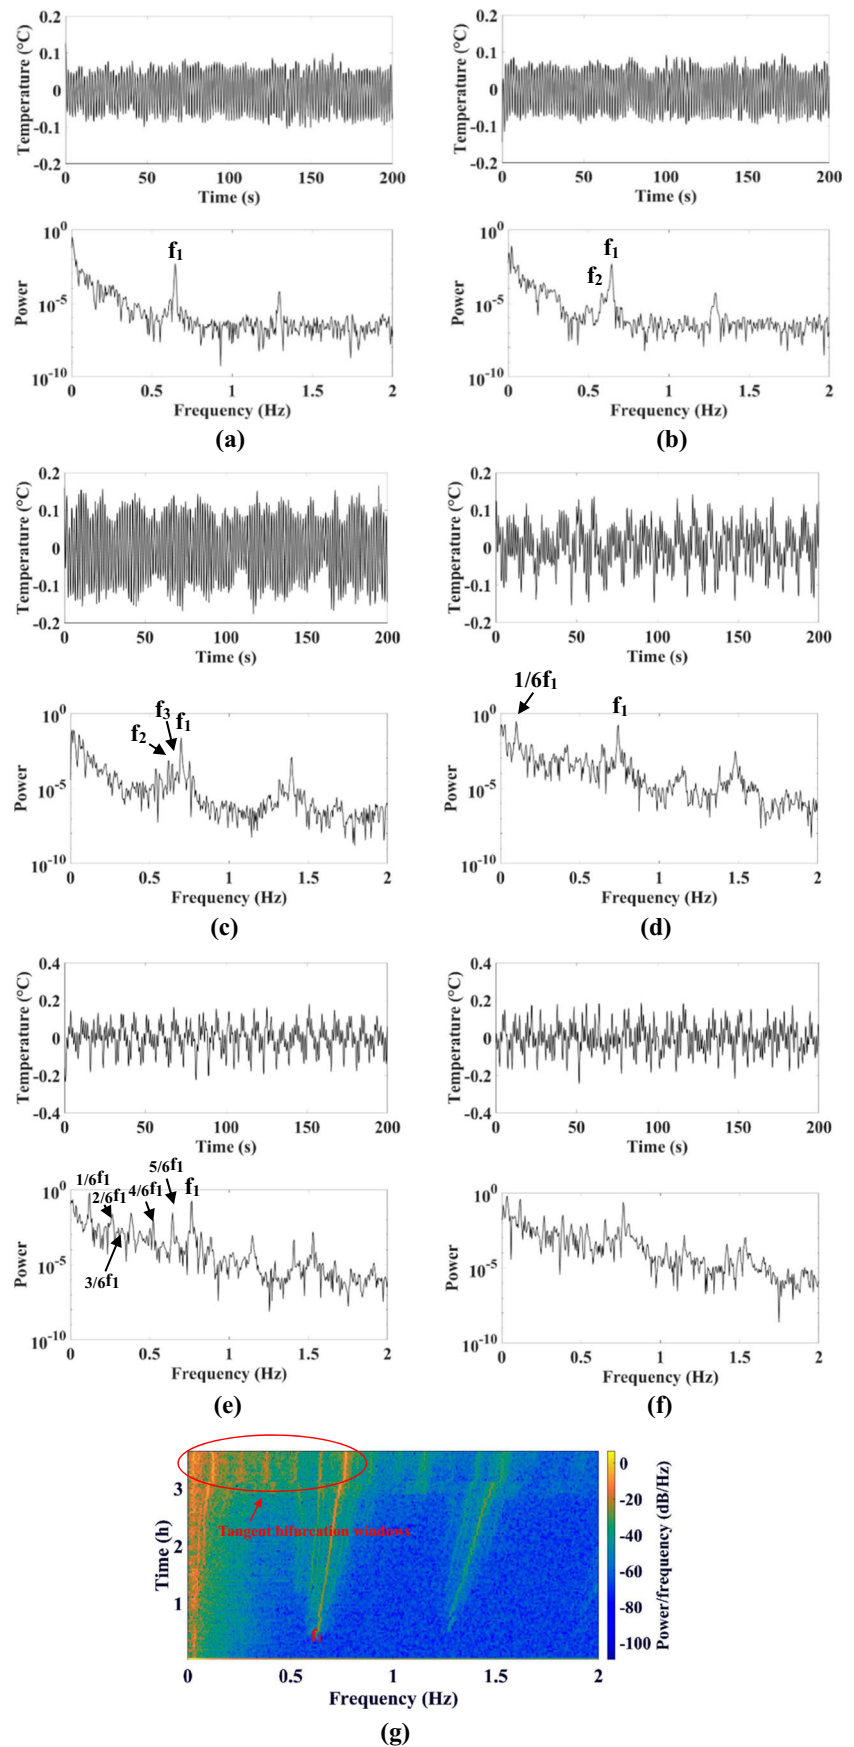 0.2 0.1 0 -0.1 -0.2
Temperature (°C)
0 50 100 150 200
Time (s)
0.2 0.1 0 -0.1 -0.2
Temperature (°C)
0 50 100 150 200
Time (s)
10^0 10^-5 10^-10
Power
f1
0 0.5 1 1.5 2
Frequency (Hz)
(a)
10^0 10^-5 10^-10
Power
f1
f2
0 0.5 1 1.5 2
Frequency (Hz)
(b)
0.2 0.1 0 -0.1 -0.2
Temperature (°C)
0 50 100 150 200
Time (s)
0.2 0.1 0 -0.1 -0.2
Temperature (°C)
0 50 100 150 200
Time (s)
10^0 10^-5 10^-10
Power
f3
f2
f1
0 0.5 1 1.5 2
Frequency (Hz)
(c)
10^0 10^-5 10^-10
Power
1/6f1
f1
0 0.5 1 1.5 2
Frequency (Hz)
(d)
0.4 0.2 0 -0.2 -0.4
Temperature (°C)
0 50 100 150 200
Time (s)
0.4 0.2 0 -0.2 -0.4
Temperature (°C)
0 50 100 150 200
Time (s)
10^0 10^-5 10^-10
Power
1/6f1
2/6f1
3/6f1
4/6f1
5/6f1
f1
0 0.5 1 1.5 2
Frequency (Hz)
(e)
10^0 10^-5 10^-10
Power
0 0.5 1 1.5 2
Frequency (Hz)
(f)
3 2 1
Time (h)
Tangent bifurcation windows
0 0.5 1 1.5 2
Frequency (Hz)
0 -20 -40 -60 -80 -100
Power/frequency (dB/Hz)
(g)